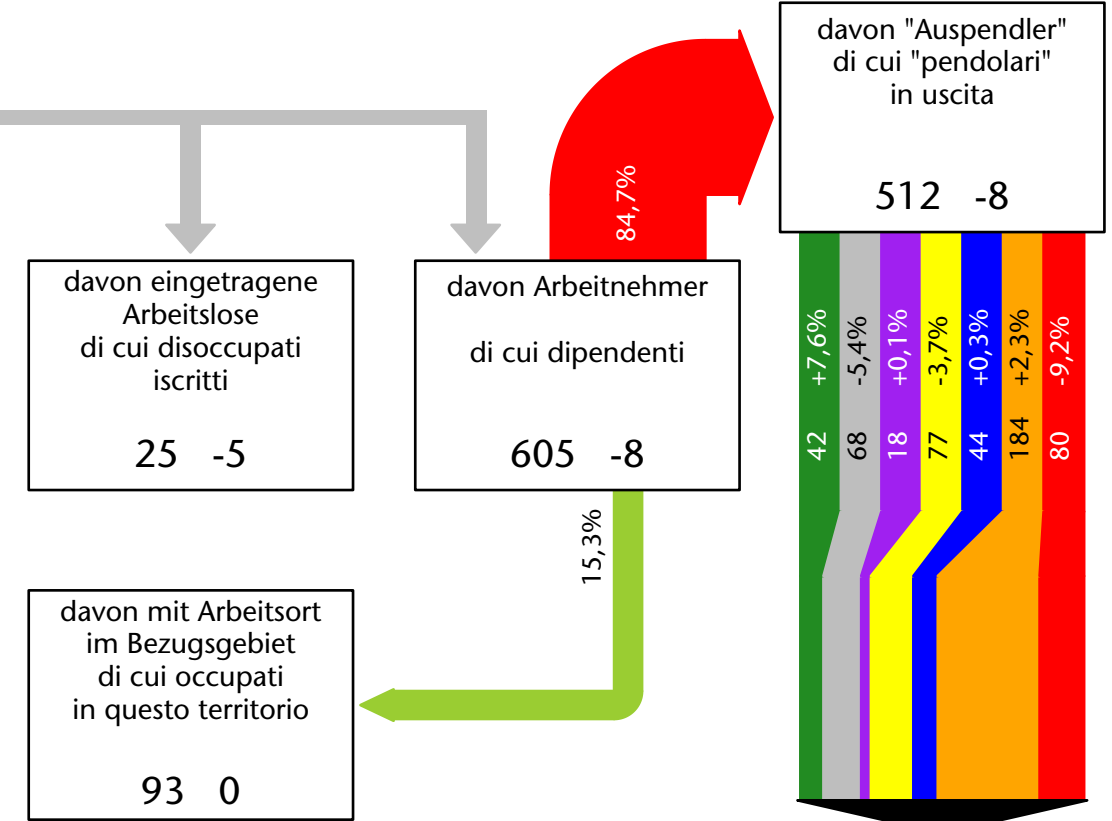 davon "Auspendler"
di cui "pendolari"
in uscita
512 -8
84,7%
davon eingetragene
Arbeitslose
di cui disoccupati
iscritti
25 -5
davon Arbeitnehmer
di cui dipendenti
605 -8
42 +7,6%
68 -5,4%
18 +0,1%
77 -3,7%
44 +0,3%
184 +2,3%
80 -9,2%
15,3%
davon mit Arbeitsort
im Bezugsgebiet
di cui occupati
in questo territorio
93 0